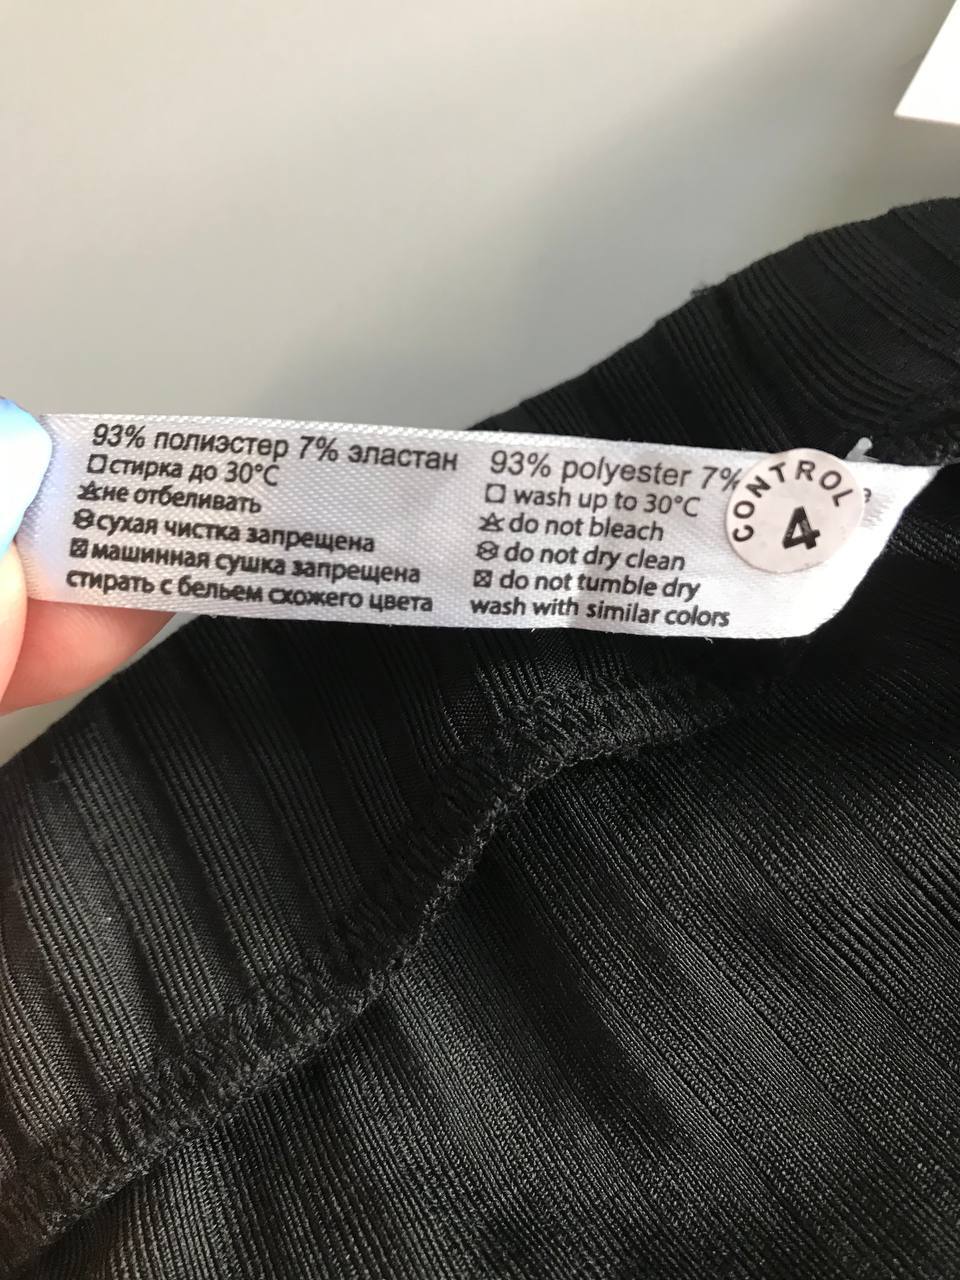 93% полиэстер 7% эластан
стирка до 30°C
не отбеливать
сухая чистка запрещена
машинная сушка запрещена
стирать с бельем схожего цвета
93% polyester 7%
wash up to 30°C
do not bleach
do not dry clean
do not tumble dry
wash with similar colors
CONTROL
4